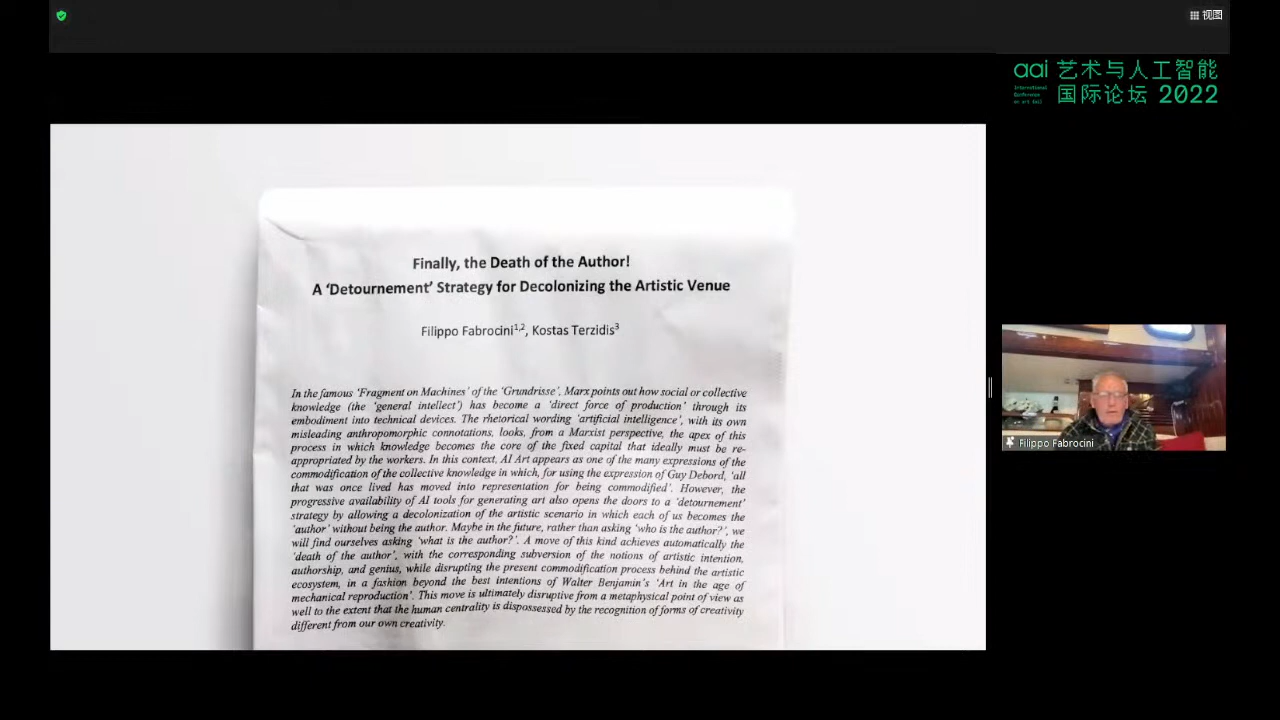 视图
aai 艺术与人工智能
国际论坛 2022
International
Conference
on art &ai
Finally, the Death of the Author!
A ‘Detournement’ Strategy for Decolonizing the Artistic Venue
Filippo Fabrocini1,2, Kostas Terzidis3
In the famous ‘Fragment on Machines’ of the ‘Grundrisse’, Marx points out how social or collective
knowledge (the ‘general intellect’) has become a ‘direct force of production’ through its
embodiment into technical devices. The rhetorical wording ‘artificial intelligence’, with its own
misleading anthropomorphic connotations, looks, from a Marxist perspective, the apex of this
process in which knowledge becomes the core of the fixed capital that ideally must be re-
appropriated by the workers. In this context, AI Art appears as one of the many expressions of the
commodification of the collective knowledge in which, for using the expression of Guy Debord, ‘all
that was once lived has moved into representation for being commodified’. However, the
progressive availability of AI tools for generating art also opens the doors to a ‘detournement’
strategy by allowing a decolonization of the artistic scenario in which each of us becomes the
‘author’ without being the author. Maybe in the future, rather than asking ‘who is the author?’, we
will find ourselves asking ‘what is the author?’. A move of this kind achieves automatically the
‘death of the author’, with the corresponding subversion of the notions of artistic intention,
authorship, and genius, while disrupting the present commodification process behind the artistic
ecosystem, in a fashion beyond the best intentions of Walter Benjamin’s ‘Art in the age of
mechanical reproduction’. This move is ultimately disruptive from a metaphysical point of view as
well to the extent that the human centrality is dispossessed by the recognition of forms of creativity
different from our own creativity.
Filippo Fabrocini